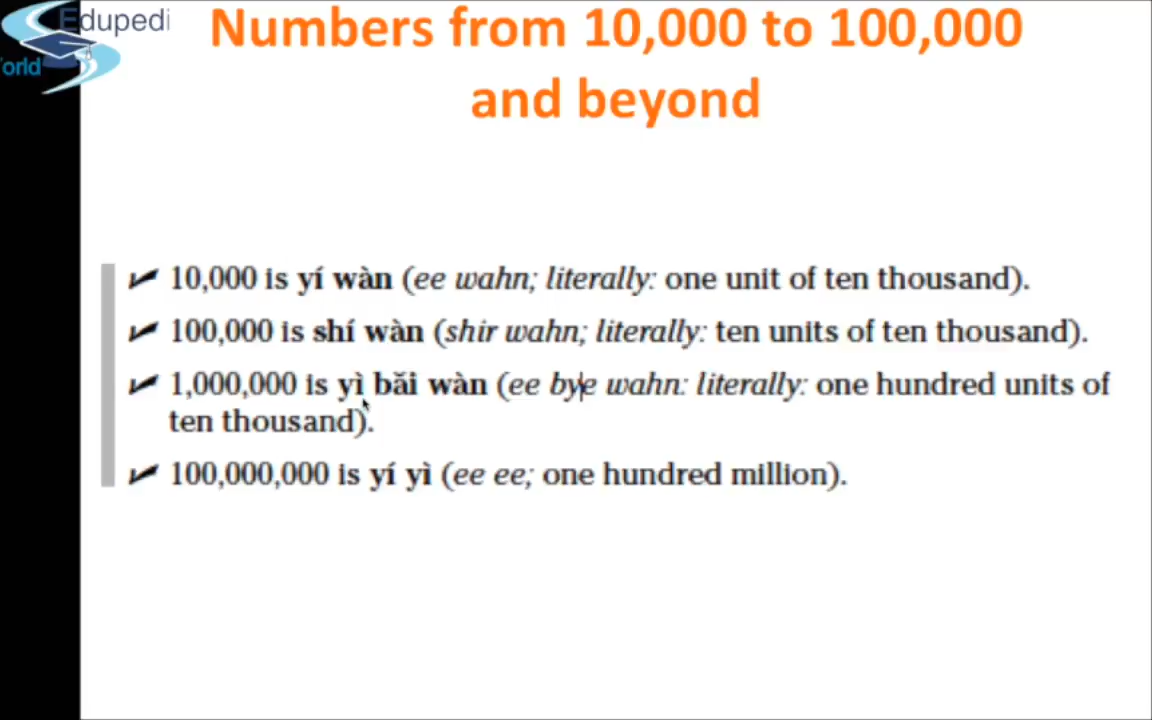 Edupedi
orld
Numbers from 10,000 to 100,000
and beyond
✔ 10,000 is yí wàn (ee wahn; literally: one unit of ten thousand).
✔ 100,000 is shí wàn (shir wahn; literally: ten units of ten thousand).
✔ 1,000,000 is yì bǎi wàn (ee bye wahn: literally: one hundred units of
ten thousand).
✔ 100,000,000 is yí yì (ee ee; one hundred million).